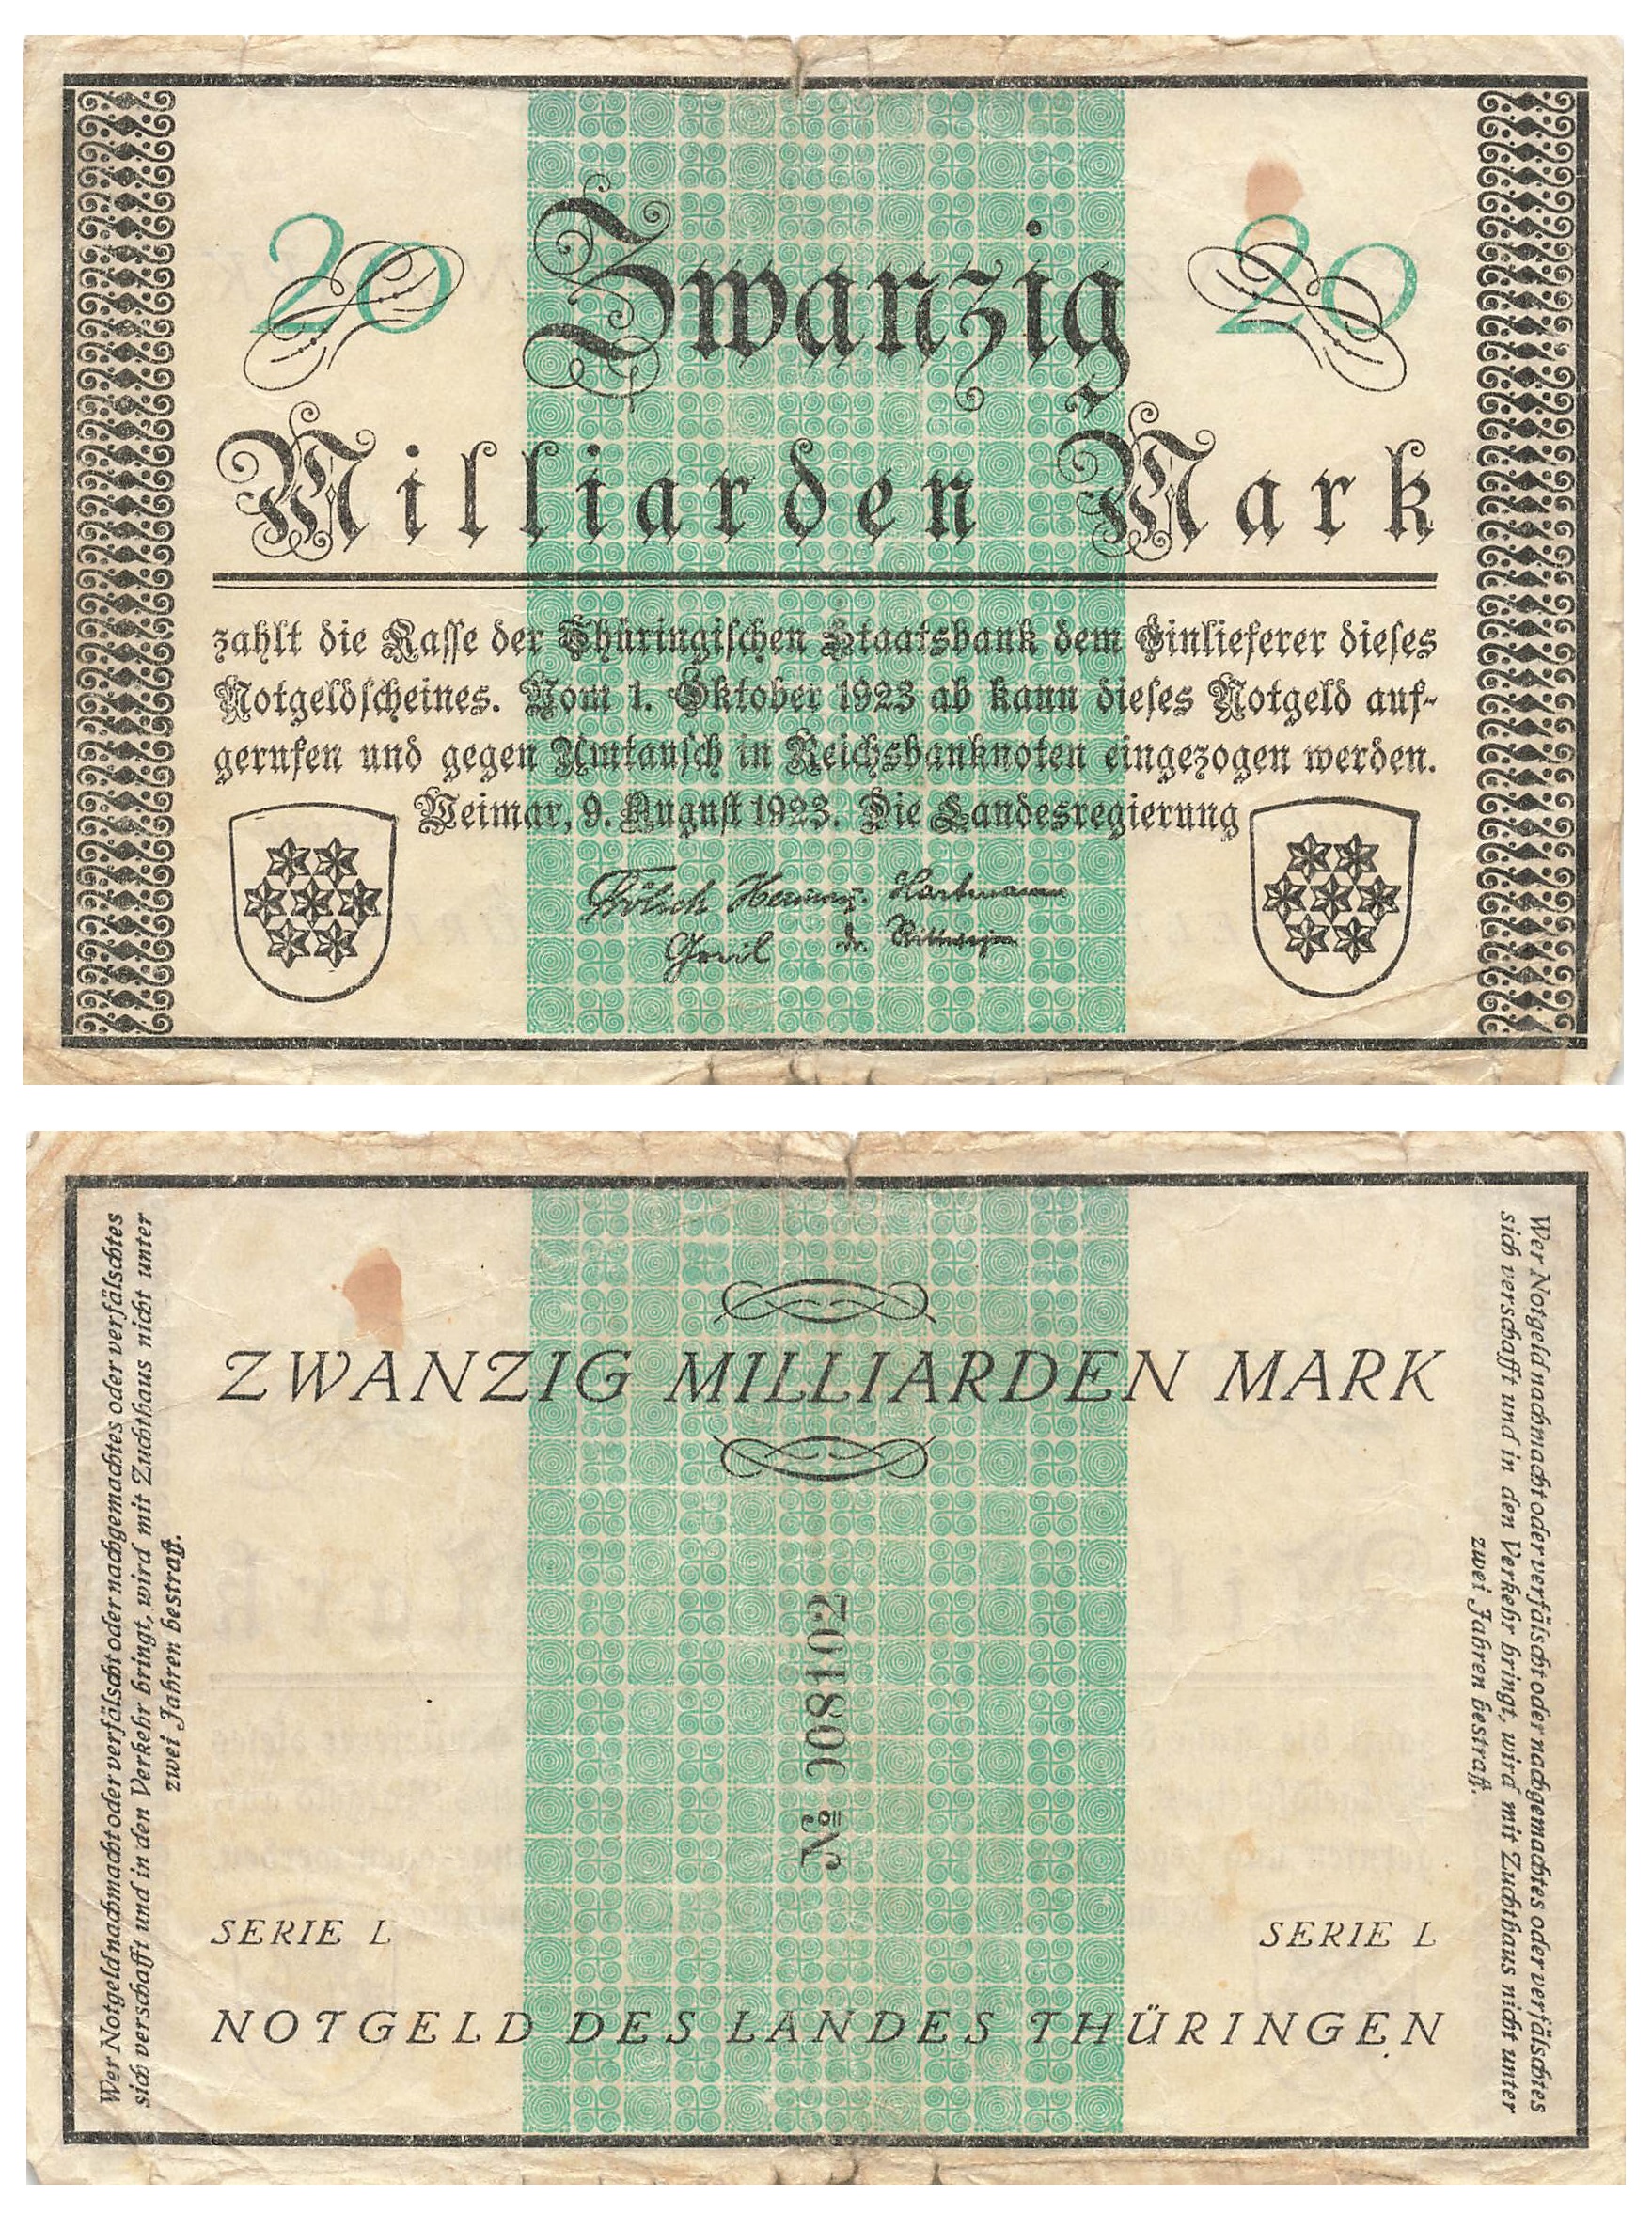 20 Zwanzig 20
Milliarden Mark
zahlt die Kasse der Thüringischen Staatsbank dem Einlieferer dieses
Notgeldscheines. Vom 1. Oktober 1923 ab kann dieses Notgeld auf-
gerufen und gegen Umtausch in Reichsbanknoten eingezogen werden.
Weimar, 9. August 1923. Die Landesregierung
Frölich Hartmann
dr.
Wer Notgeld nachmacht oder verfälscht oder nachgemachtes oder verfälschtes
sich verschafft und in den Verkehr bringt, wird mit Zuchthaus nicht unter
zwei Jahren bestraft.
ZWANZIG MILLIARDEN MARK
№ 008102
SERIE L SERIE L
NOTGELD DES LANDES THÜRINGEN
Wer Notgeld nachmacht oder verfälscht oder nachgemachtes oder verfälschtes
sich verschafft und in den Verkehr bringt, wird mit Zuchthaus nicht unter
zwei Jahren bestraft.